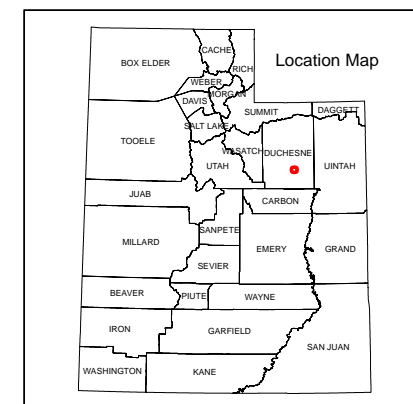 Location Map
CACHE
BOX ELDER
RICH
WEBER
MORGAN
DAVIS
SUMMIT
DAGGETT
SALT LAKE
TOOELE
WASATCH
DUCHESNE
UTAH
UINTAH
JUAB
CARBON
SANPETE
MILLARD
EMERY
GRAND
SEVIER
BEAVER
PIUTE
WAYNE
IRON
GARFIELD
SAN JUAN
WASHINGTON
KANE